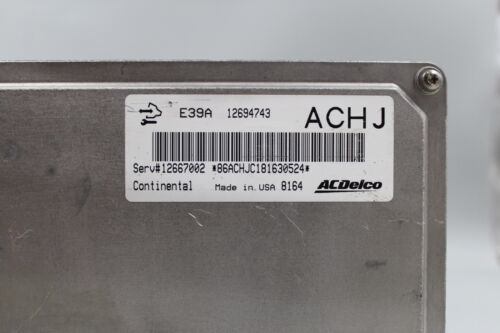 E39A 12694743 ACHJ
Serv#12667002 *86ACHJC181630524*
Continental Made in USA 8164 ACDelco